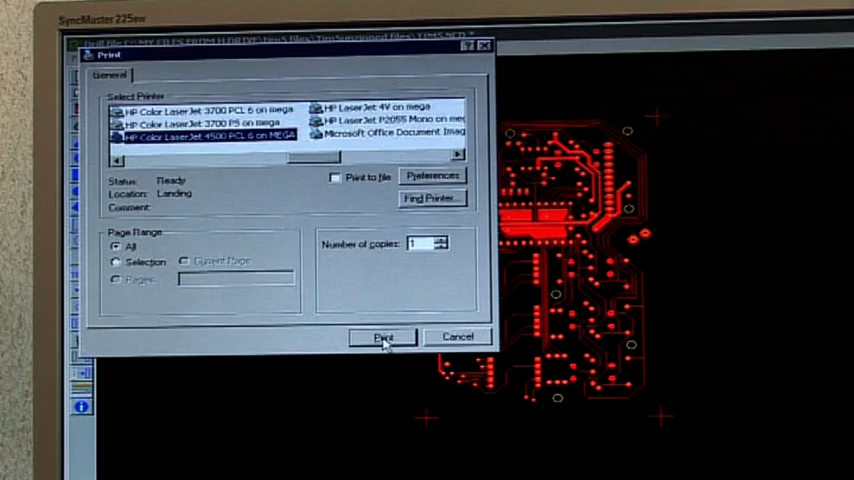 SyncMaster 225BW
Print
General
Select Printer
HP Color LaserJet 3700 PCL 6 on mega
HP Color LaserJet 3700 PS on mega
HP Color LaserJet 4500 PCL 6 on MEGA
HP LaserJet 4V on mega
HP LaserJet P2055 Mono on me
Microsoft Office Document Imag
Status: Ready
Location: Landing
Comment:
Print to file
Preferences
Find Printer...
Page Range
All
Selection
Current Page
Pages:
Number of copies: 1
Print
Cancel